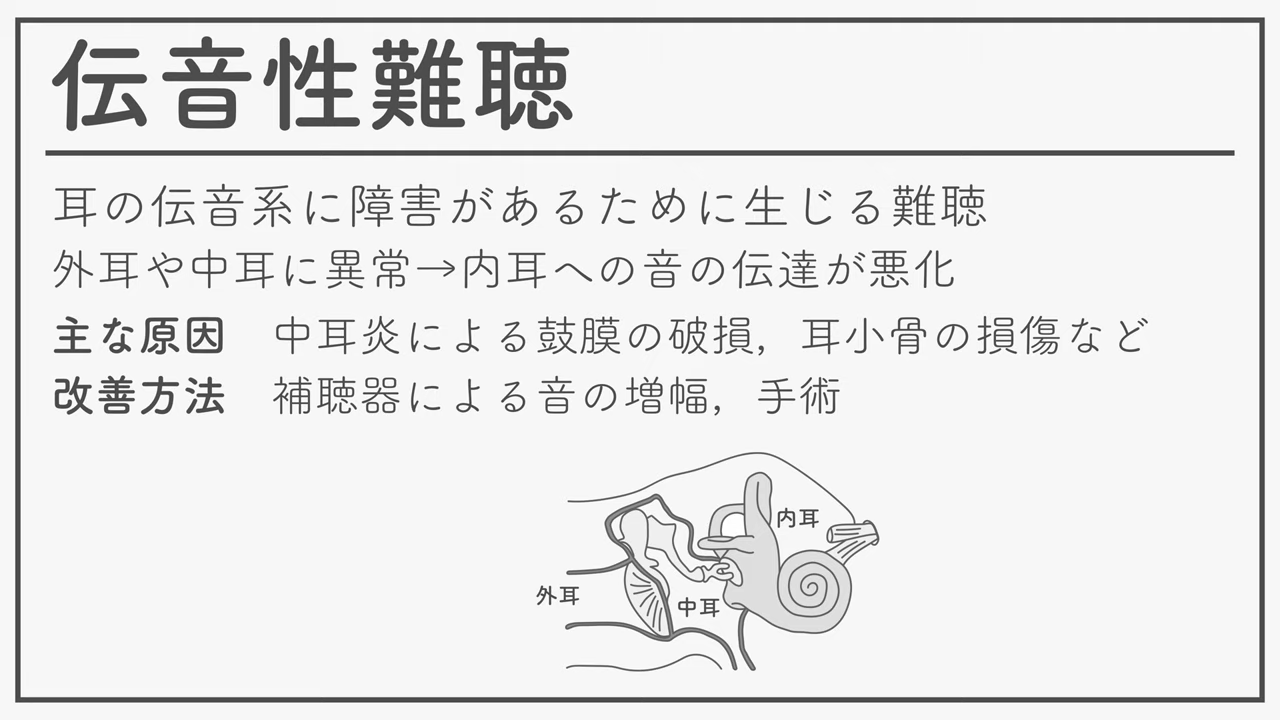 伝音性難聴
耳の伝音系に障害があるために生じる難聴
外耳や中耳に異常→内耳への音の伝達が悪化
主な原因　中耳炎による鼓膜の破損，耳小骨の損傷など
改善方法　補聴器による音の増幅，手術
内耳
外耳
中耳